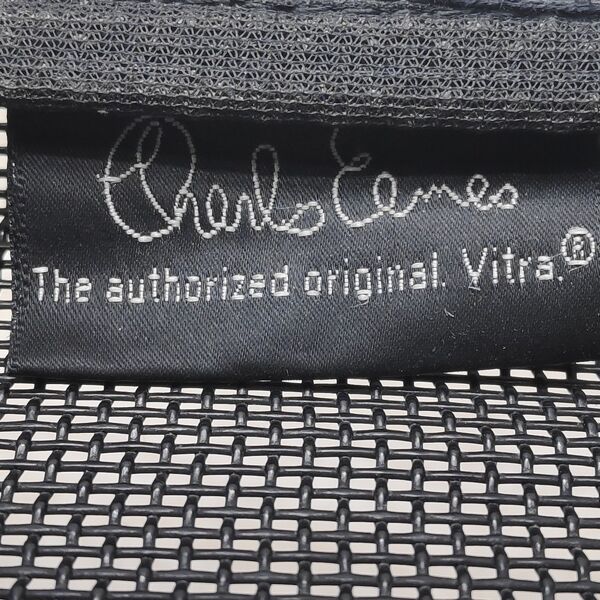 Charles Eames
The authorized original. Vitra.®